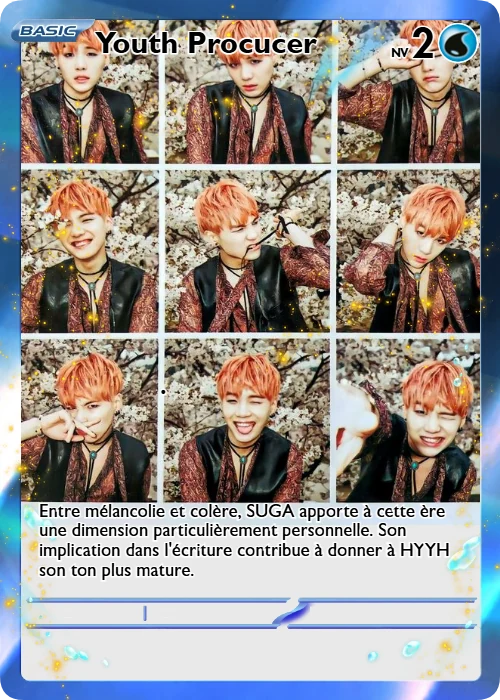 BASIC
Youth Procucer
NV 2
Entre mélancolie et colère, SUGA apporte à cette ère
une dimension particulièrement personnelle. Son
implication dans l'écriture contribue à donner à HYYH
son ton plus mature.